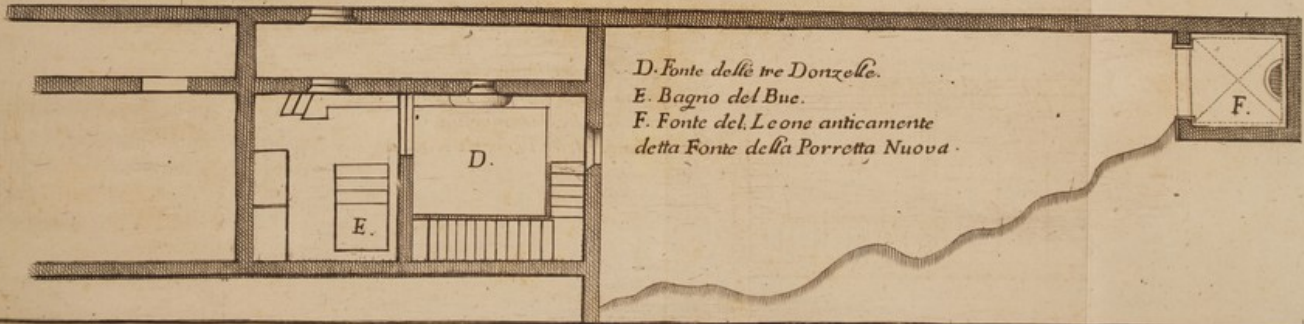 D. Fonte delle tre Donzelle.
E. Bagno del Bue.
F. Fonte del Leone anticamente
detta Fonte della Porretta Nuova.
D.
E.
F.